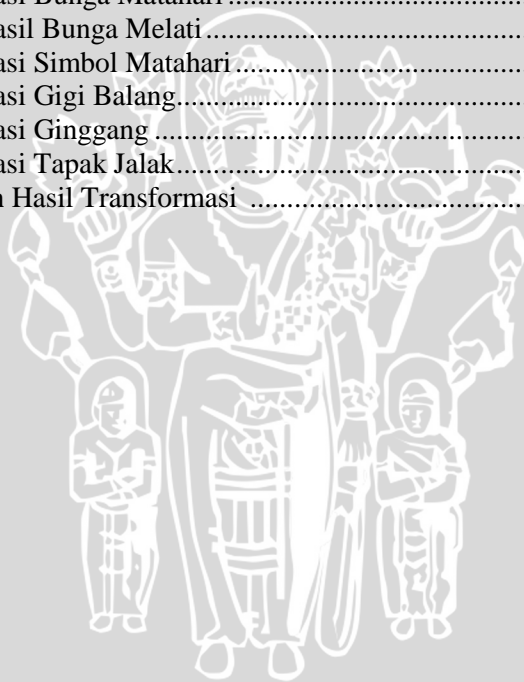 asi Bunga Matahari................................................
asil Bunga Melati....................................................
asi Simbol Matahari...............................................
asi Gigi Balang........................................................
asi Ginggang ...........................................................
asi Tapak Jalak........................................................
n Hasil Transformasi ..............................................